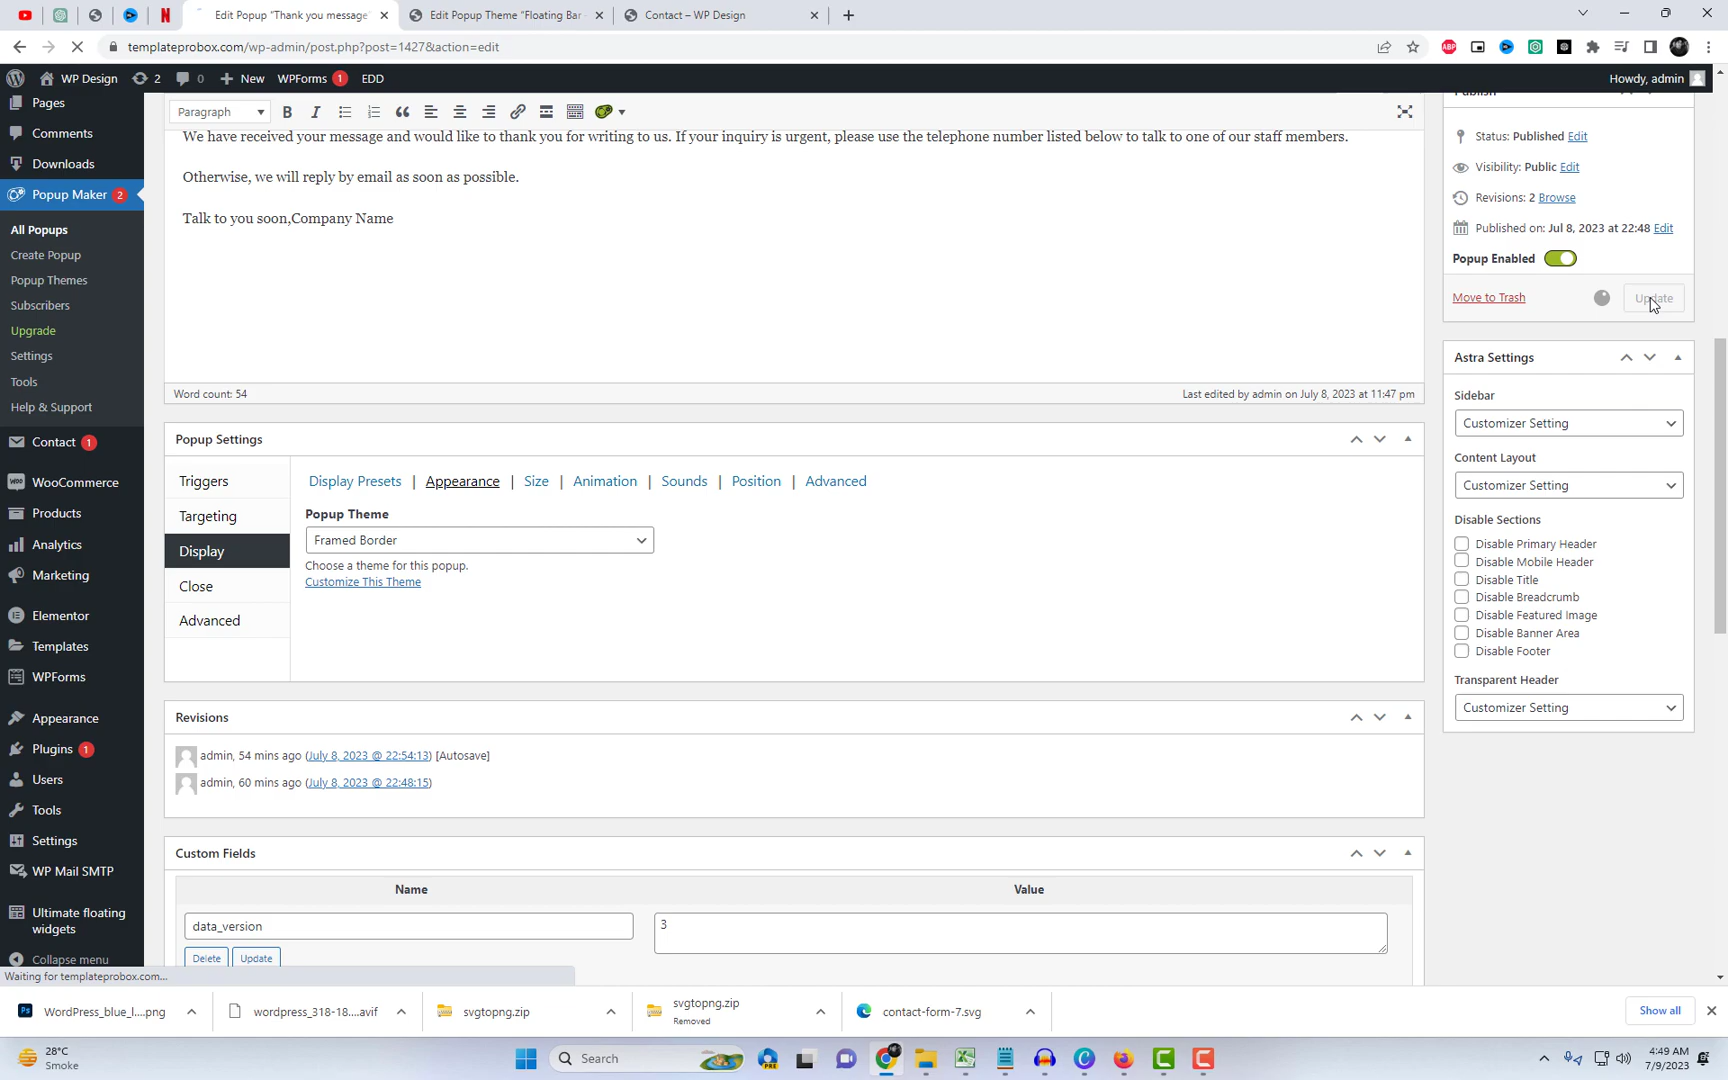 Edit Popup "Thank you message"
Edit Popup Theme "Floating Bar
Contact – WP Design
templateprobox.com/wp-admin/post.php?post=1427&action=edit
WP Design
2
0
New
WPForms 1
EDD
Howdy, admin
Pages
Comments
Downloads
Popup Maker 2
All Popups
Create Popup
Popup Themes
Subscribers
Upgrade
Settings
Tools
Help & Support
Contact 1
WooCommerce
Products
Analytics
Marketing
Elementor
Templates
WPForms
Appearance
Plugins 1
Users
Tools
Settings
WP Mail SMTP
Ultimate floating
widgets
Collapse menu
Paragraph
We have received your message and would like to thank you for writing to us. If your inquiry is urgent, please use the telephone number listed below to talk to one of our staff members.
Otherwise, we will reply by email as soon as possible.
Talk to you soon,Company Name
Word count: 54
Last edited by admin on July 8, 2023 at 11:47 pm
Popup Settings
Triggers
Targeting
Display
Close
Advanced
Display Presets | Appearance | Size | Animation | Sounds | Position | Advanced
Popup Theme
Framed Border
Choose a theme for this popup.
Customize This Theme
Revisions
admin, 54 mins ago (July 8, 2023 @ 22:54:13) [Autosave]
admin, 60 mins ago (July 8, 2023 @ 22:48:15)
Custom Fields
Name
Value
data_version
3
Delete
Update
Publish
Status: Published Edit
Visibility: Public Edit
Revisions: 2 Browse
Published on: Jul 8, 2023 at 22:48 Edit
Popup Enabled
Move to Trash
Update
Astra Settings
Sidebar
Customizer Setting
Content Layout
Customizer Setting
Disable Sections
Disable Primary Header
Disable Mobile Header
Disable Title
Disable Breadcrumb
Disable Featured Image
Disable Banner Area
Disable Footer
Transparent Header
Customizer Setting
Waiting for templateprobox.com...
WordPress_blue_l....png
wordpress_318-18....avif
svgtopng.zip
svgtopng.zip
Removed
contact-form-7.svg
Show all
28°C
Smoke
Search
PRE
4:49 AM
7/9/2023